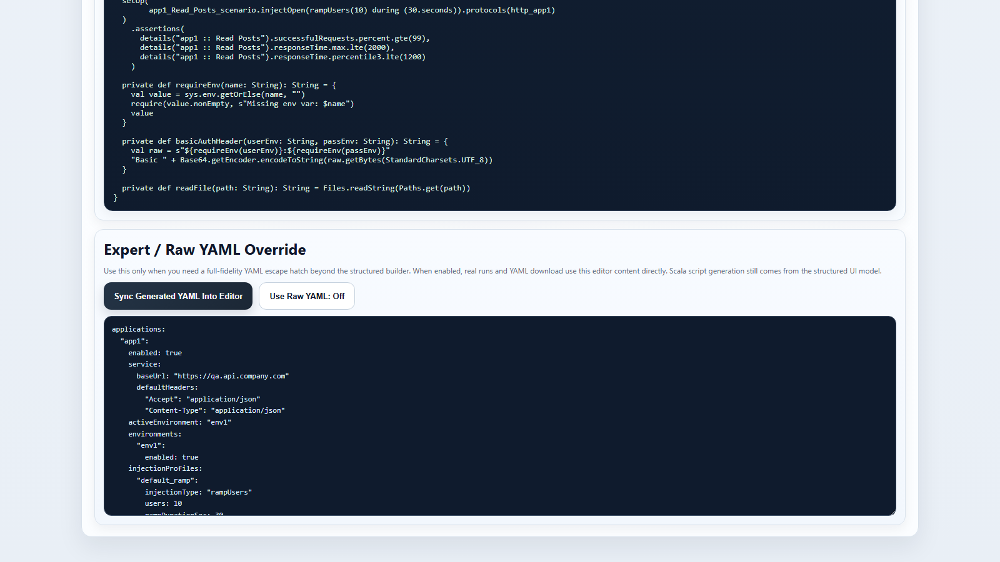 setUp(
app1_Read_Posts_scenario.injectOpen(rampUsers(10) during (30.seconds)).protocols(http_app1)
)
.assertions(
details("app1 :: Read Posts").successfulRequests.percent.gte(99),
details("app1 :: Read Posts").responseTime.max.lte(2000),
details("app1 :: Read Posts").responseTime.percentile3.lte(1200)
)
private def requireEnv(name: String): String = {
val value = sys.env.getOrElse(name, "")
require(value.nonEmpty, s"Missing env var: $name")
value
}
private def basicAuthHeader(userEnv: String, passEnv: String): String = {
val raw = s"${requireEnv(userEnv)}:${requireEnv(passEnv)}"
"Basic " + Base64.getEncoder.encodeToString(raw.getBytes(StandardCharsets.UTF_8))
}
private def readFile(path: String): String = Files.readString(Paths.get(path))
}
Expert / Raw YAML Override
Use this only when you need a full-fidelity YAML escape hatch beyond the structured builder. When enabled, real runs and YAML download use this editor content directly. Scala script generation still comes from the structured UI model.
Sync Generated YAML Into Editor
Use Raw YAML: Off
applications:
"app1":
enabled: true
service:
baseUrl: "https://qa.api.company.com"
defaultHeaders:
"Accept": "application/json"
"Content-Type": "application/json"
activeEnvironment: "env1"
environments:
"env1":
enabled: true
injectionProfiles:
"default_ramp":
injectionType: "rampUsers"
users: 10
rampDurationSec: 30